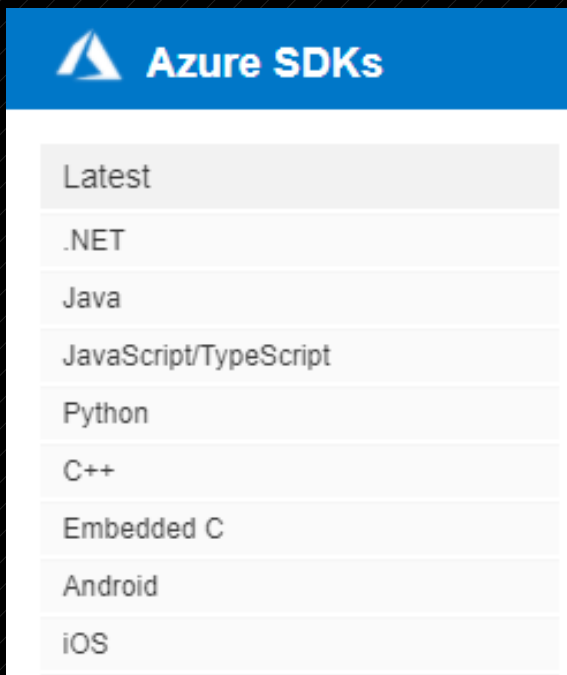 Azure SDKs
Latest
.NET
Java
JavaScript/TypeScript
Python
C++
Embedded C
Android
iOS